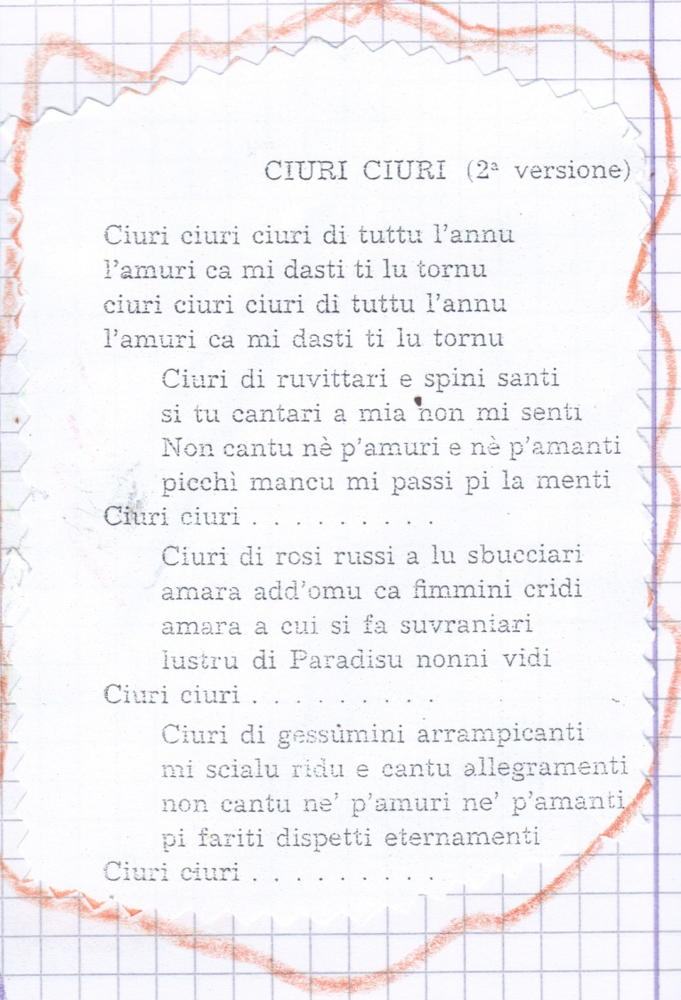 CIURI CIURI (2ª versione)
Ciuri ciuri ciuri di tuttu l'annu
l'amuri ca mi dasti ti lu tornu
ciuri ciuri ciuri di tuttu l'annu
l'amuri ca mi dasti ti lu tornu
Ciuri di ruvittari e spini santi
si tu cantari a mia non mi senti
Non cantu nè p'amuri e nè p'amanti
picchì mancu mi passi pi la menti
Ciuri ciuri . . . . . . . . .
Ciuri di rosi russi a lu sbucciari
amara add'omu ca fimmini cridi
amara a cui si fa suvraniari
lustru di Paradisu nonni vidi
Ciuri ciuri . . . . . . . . .
Ciuri di gessùmini arrampicanti
mi scialu ridu e cantu allegramenti
non cantu ne' p'amuri ne' p'amanti
pi fariti dispetti eternamenti
Ciuri ciuri . . . . . . . . .